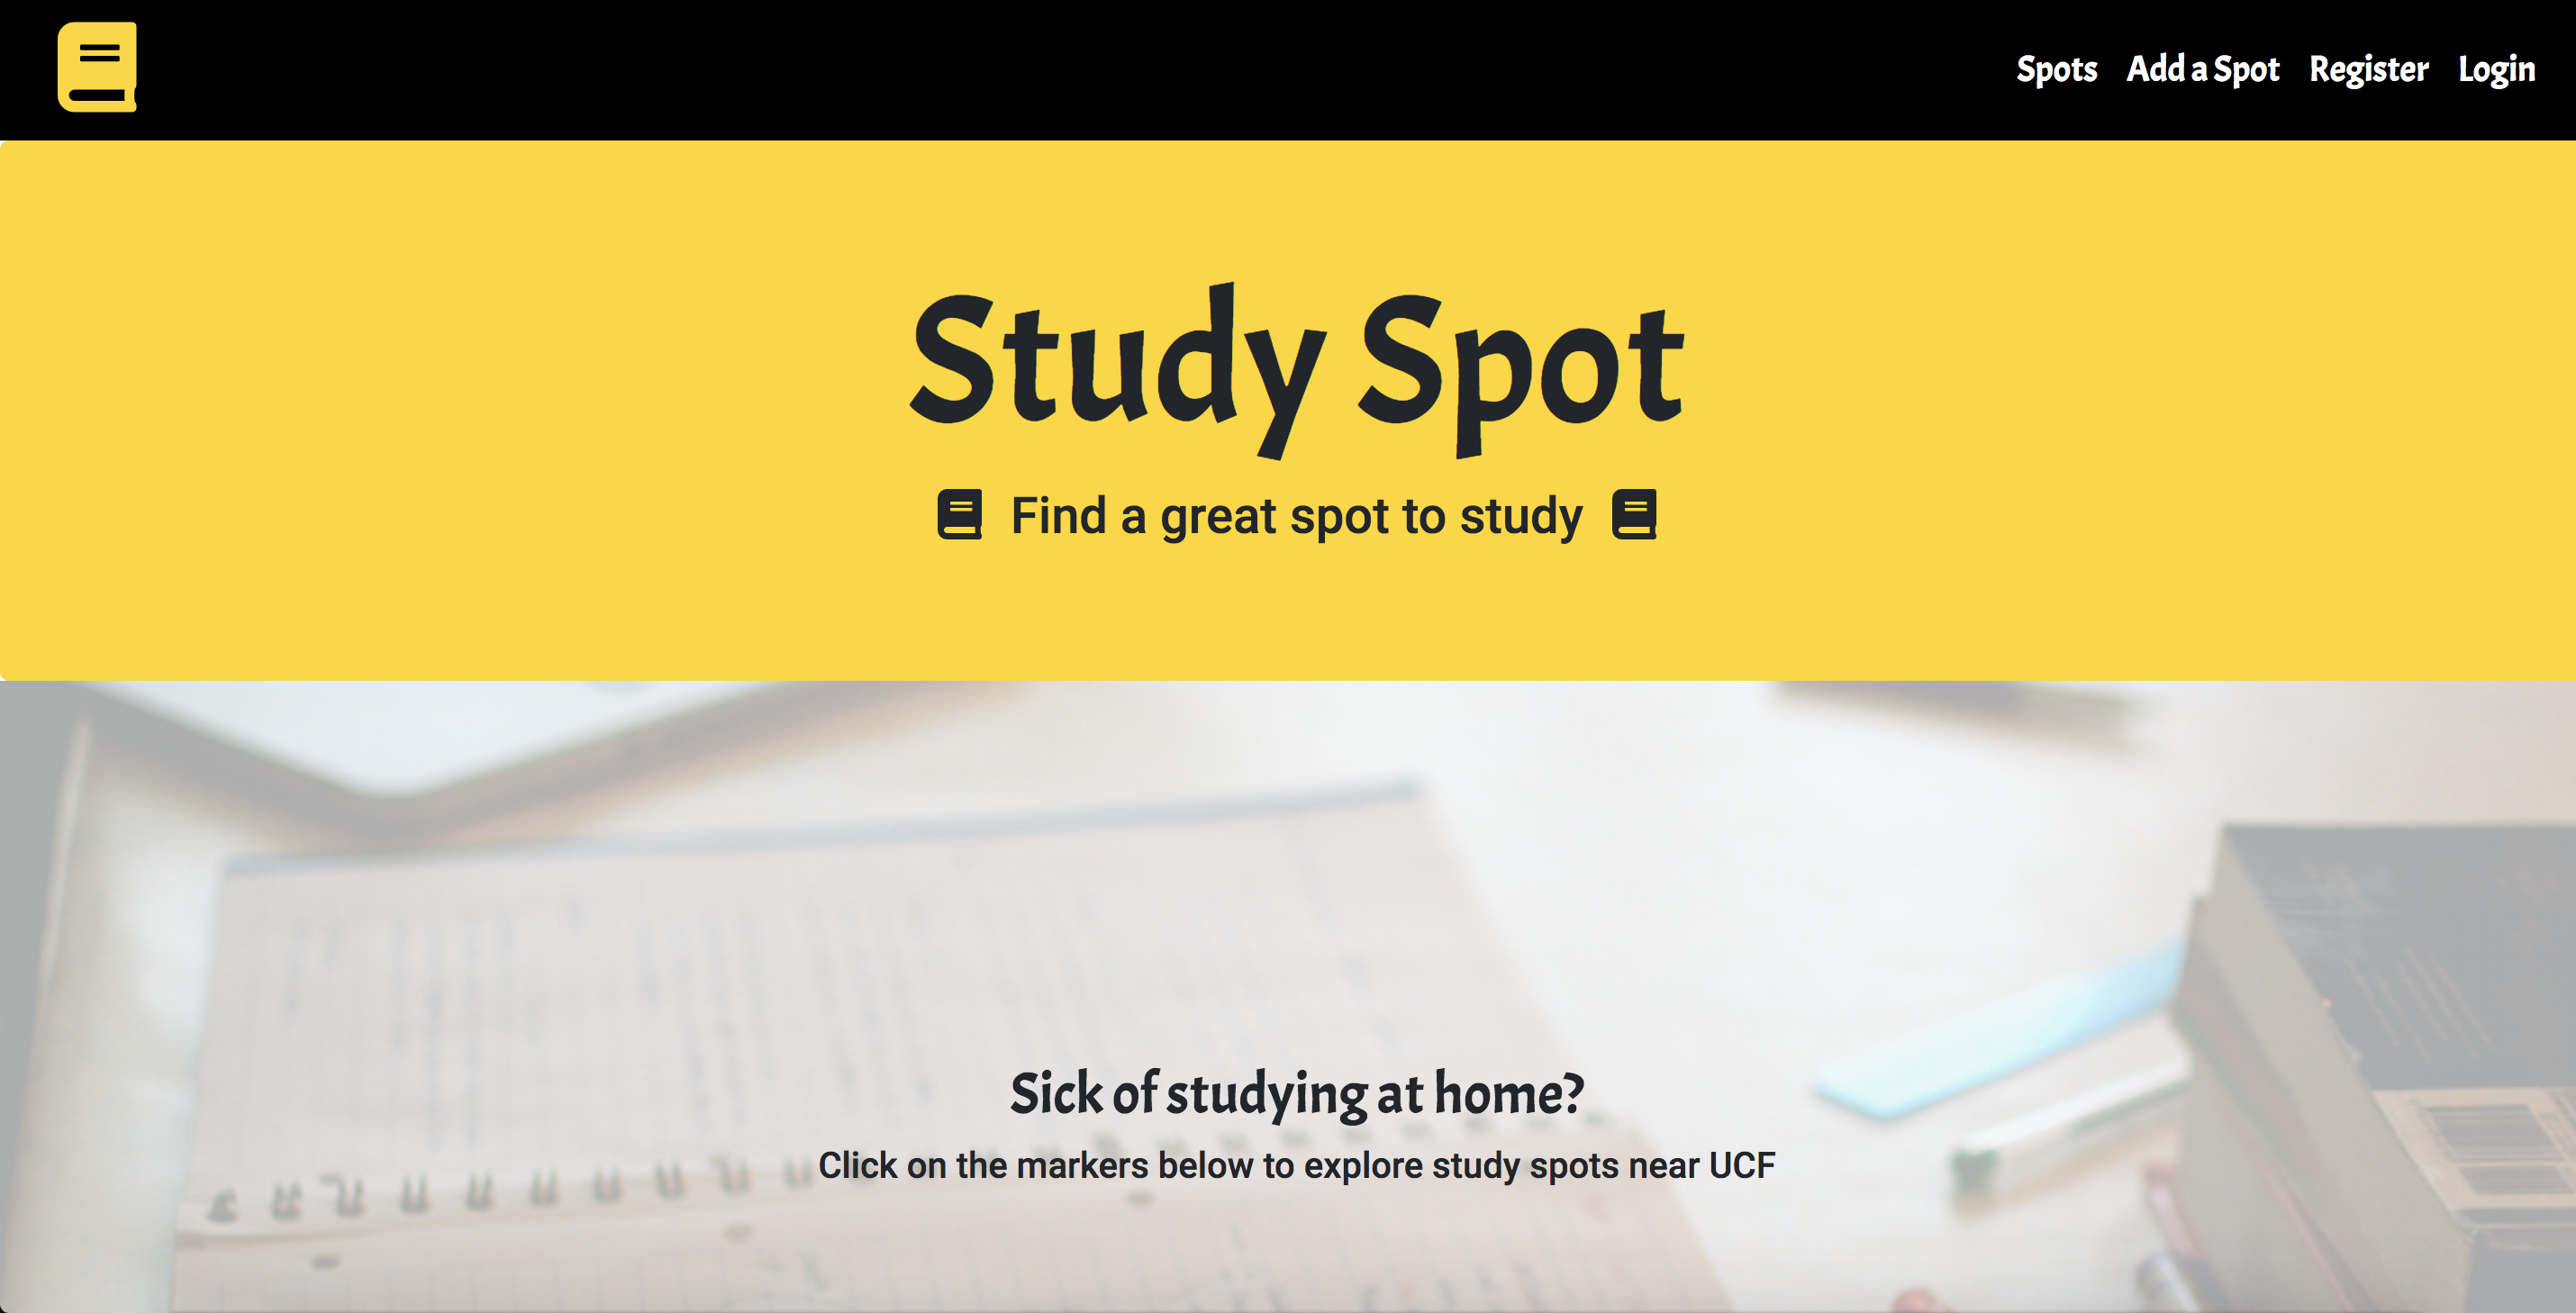 Spots Add a Spot Register Login
Study Spot
Find a great spot to study
Sick of studying at home?
Click on the markers below to explore study spots near UCF